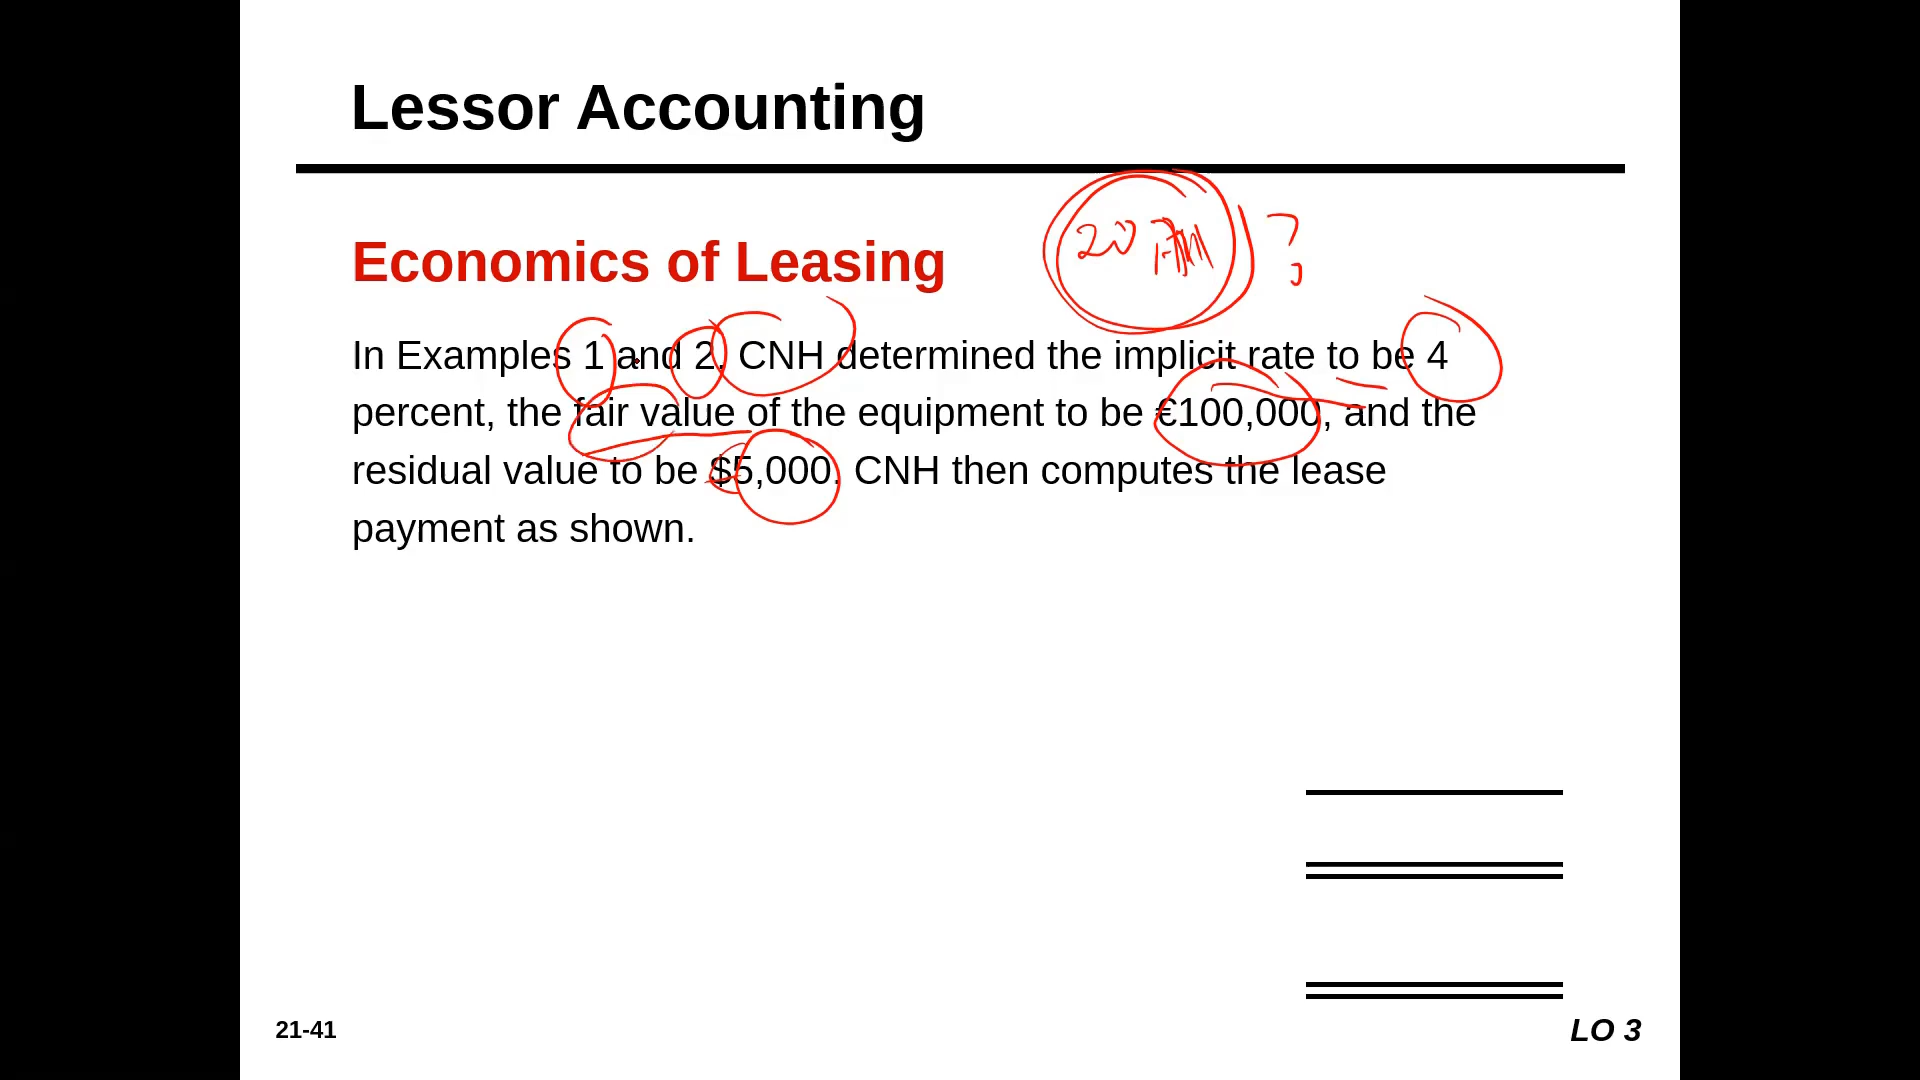 Lessor Accounting
Economics of Leasing
In Examples 1 and 2, CNH determined the implicit rate to be 4
percent, the fair value of the equipment to be €100,000, and the
residual value to be $5,000. CNH then computes the lease
payment as shown.
21-41
LO 3